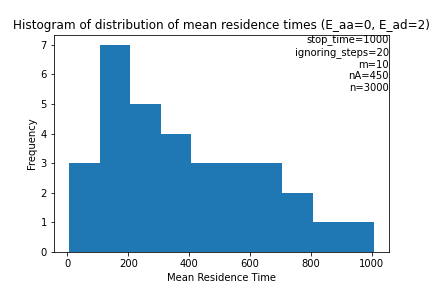 Histogram of distribution of mean residence times (E_aa=0, E_ad=2)
stop_time=1000
ignoring_steps=20
m=10
nA=450
n=3000
7
6
5
4
3
2
1
0
Frequency
0 200 400 600 800 1000
Mean Residence Time